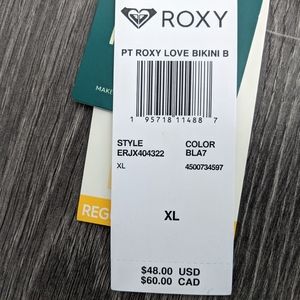 ROXY
PT ROXY LOVE BIKINI B
1 95718 11488 7
STYLE COLOR
ERJX404322 BLA7
XL 4500734597
XL
$48.00 USD
$60.00 CAD
REG